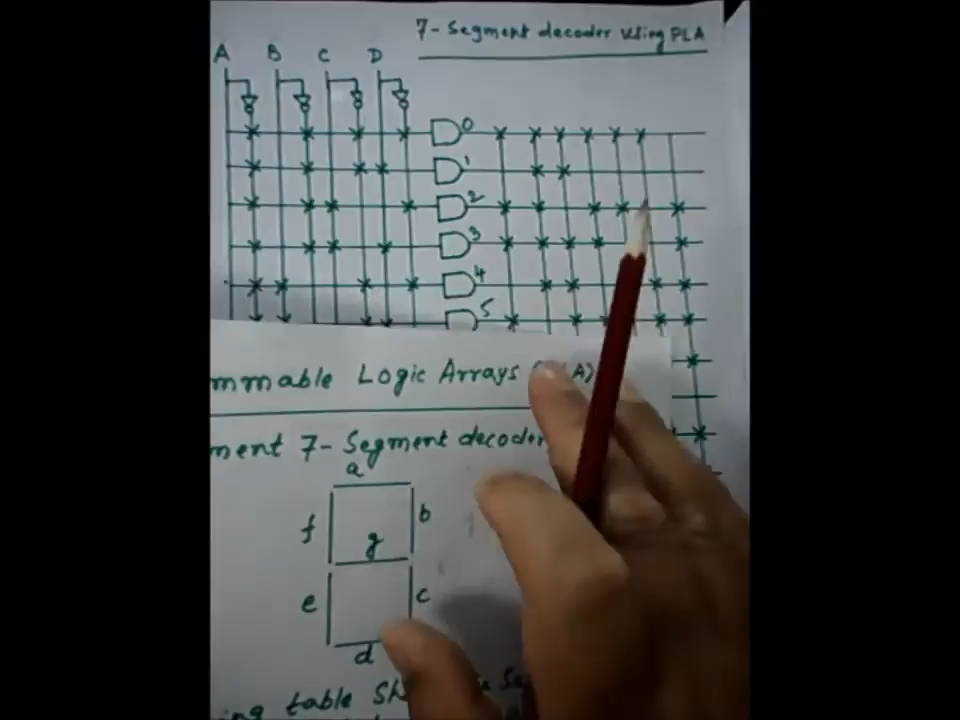 7- Segment decoder using PLA
A B C D
0
1
2
3
4
5
mmable Logic Arrays A)
ment 7- Segment decoder
a
f b
g
e c
d
ing table